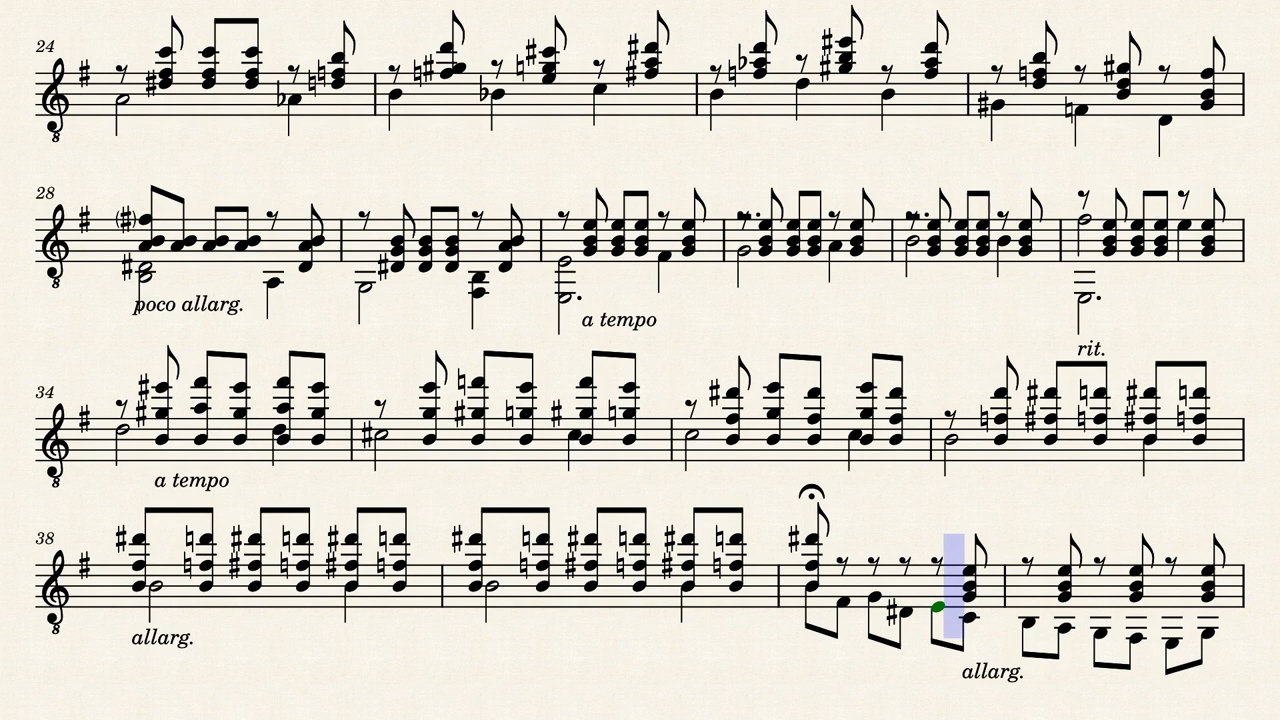 24
28
poco allarg.
a tempo
rit.
34
a tempo
38
allarg.
allarg.